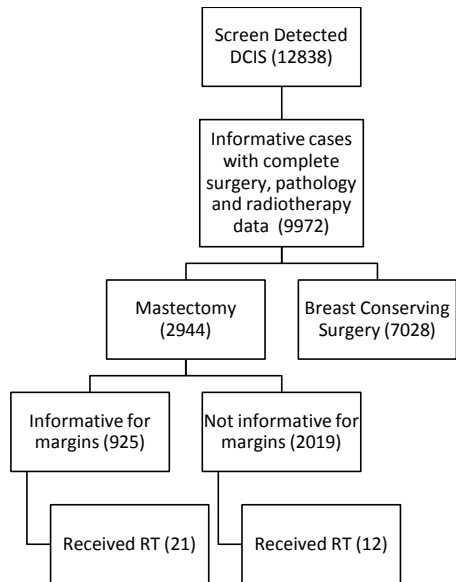 Screen Detected
DCIS (12838)
Informative cases
with complete
surgery, pathology
and radiotherapy
data (9972)
Mastectomy
(2944)
Breast Conserving
Surgery (7028)
Informative for
margins (925)
Not informative for
margins (2019)
Received RT (21)
Received RT (12)